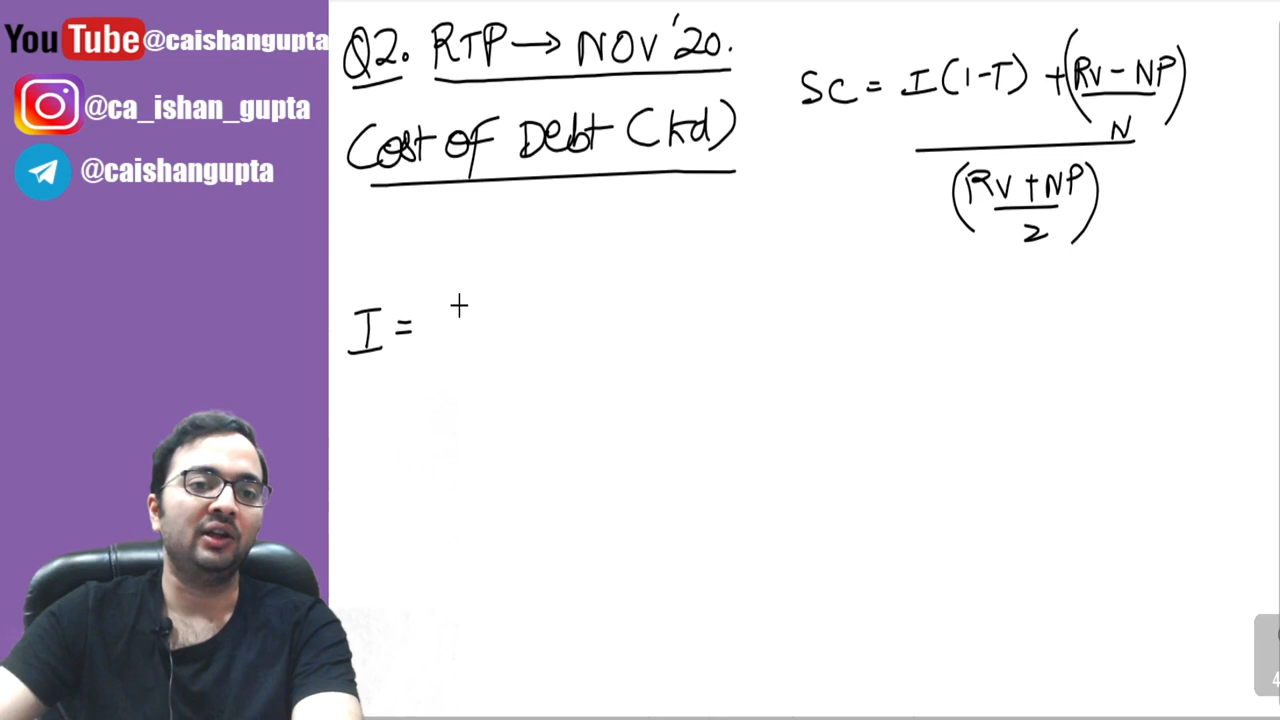 YouTube@caishangupta
@ca_ishan_gupta
@caishangupta
Q2. RTP → NOV'20.
Cost of Debt (Kd)
SC = I(1-T) + (RV - NP)
N
(RV + NP)
2
I =
4